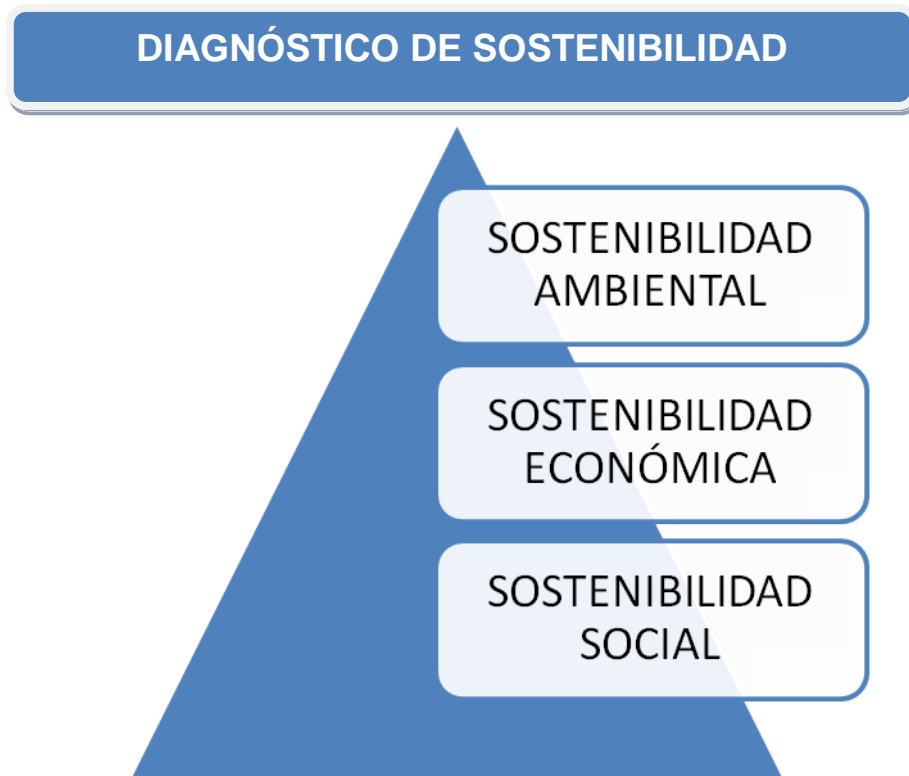 DIAGNÓSTICO DE SOSTENIBILIDAD
SOSTENIBILIDAD
AMBIENTAL
SOSTENIBILIDAD
ECONÓMICA
SOSTENIBILIDAD
SOCIAL